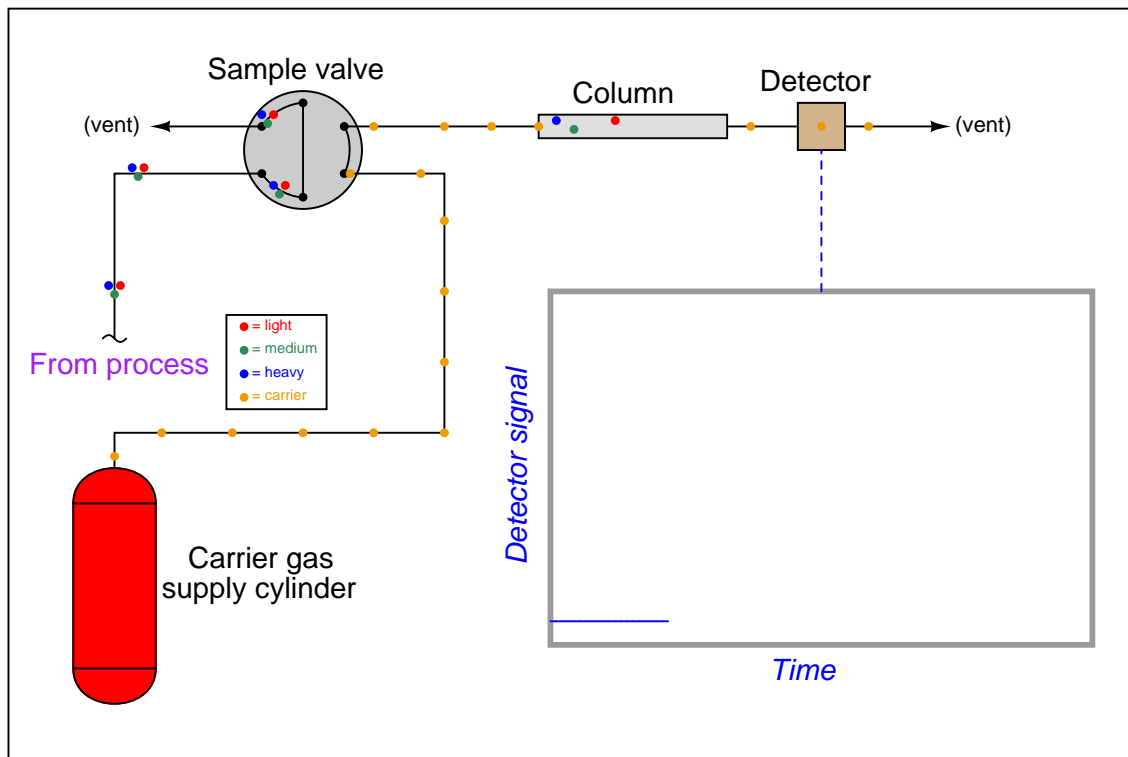 Sample valve
Column
Detector
(vent)
(vent)
= light
= medium
= heavy
= carrier
From process
Detector signal
Carrier gas
supply cylinder
Time